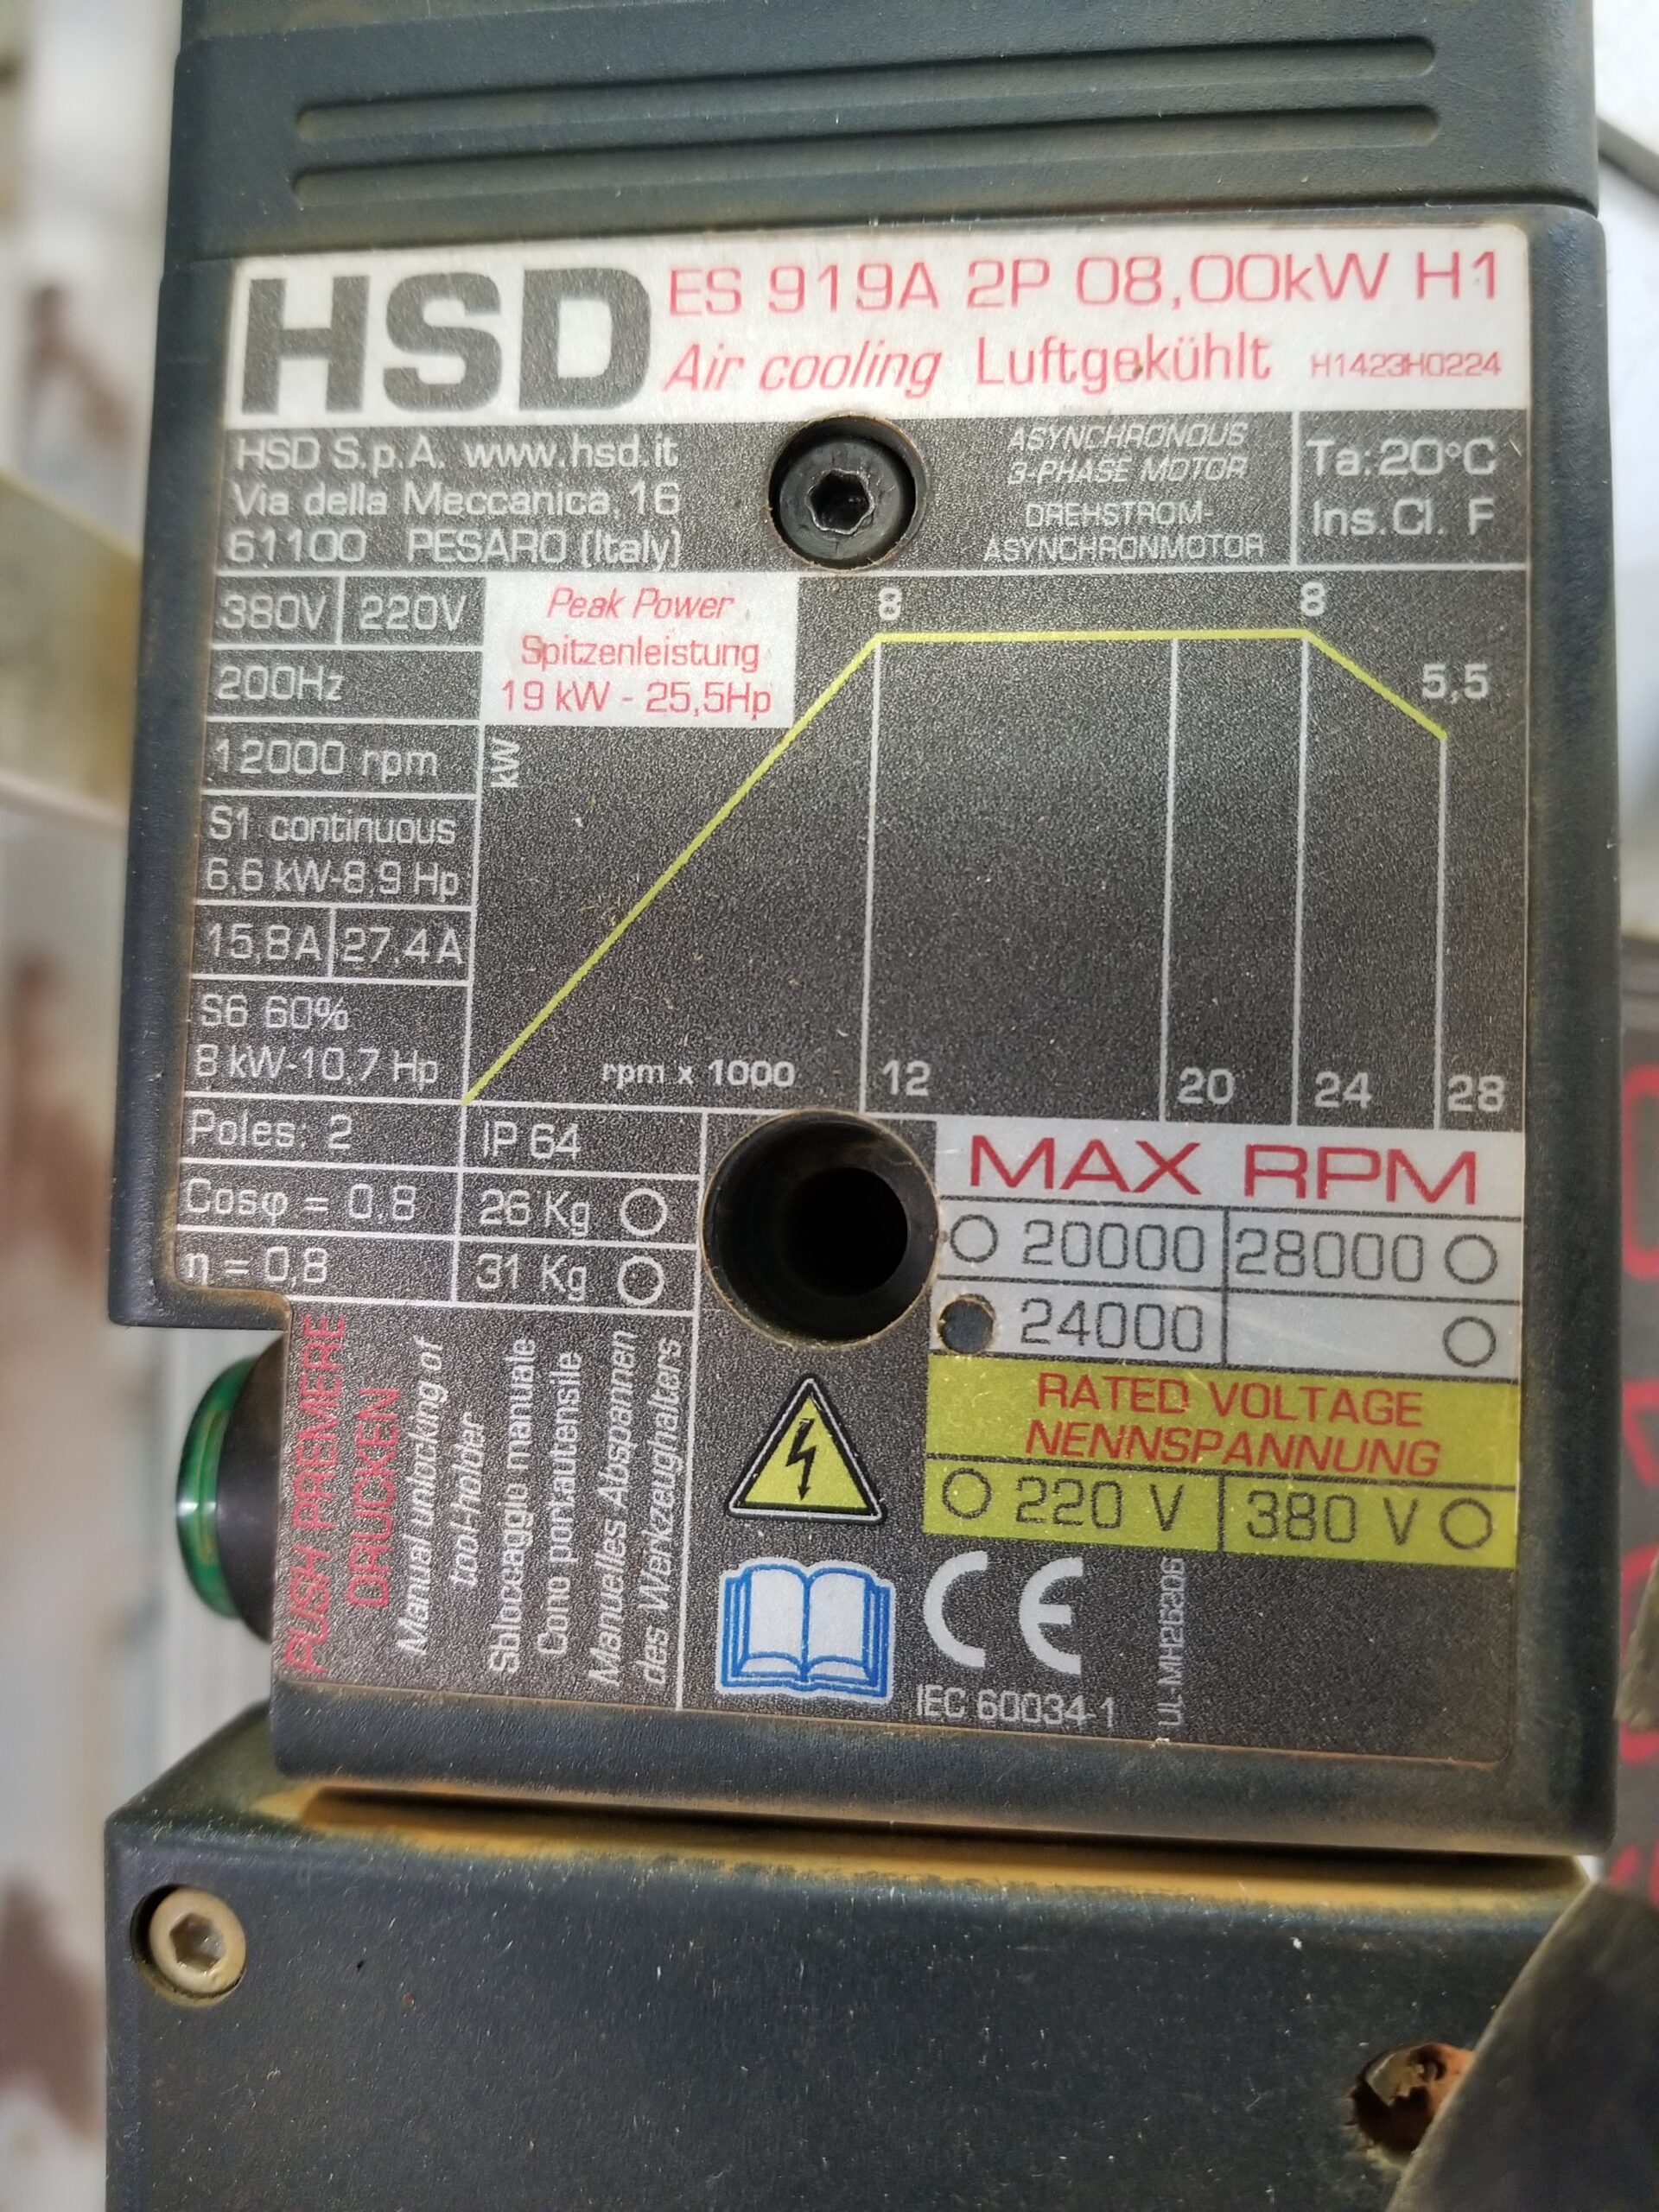 HSD
ES 919A 2P 08,00kW H1
Air cooling Luftgekühlt H1423H0224
HSD S.p.A. www.hsd.it
Via della Meccanica, 16
61100 PESARO (Italy)
ASYNCHRONOUS
3-PHASE MOTOR
DREHSTROM-
ASYNCHRONMOTOR
Ta:20°C
Ins.Cl. F
380V 220V
200Hz
12000 rpm
S1 continuous
6,6 kW-8,9 Hp
15,8A 27,4A
S6 60%
8 kW-10,7 Hp
Poles: 2
Cosφ = 0,8
η = 0,8
Peak Power
Spitzenleistung
19 kW - 25,5Hp
kW
8
8
5,5
rpm x 1000
12
20
24
28
IP 64
26 Kg
31 Kg
MAX RPM
20000 28000
24000
RATED VOLTAGE
NENNSPANNUNG
220 V 380 V
PUSH PREMERE
DRUCKEN
Manual unlocking of
tool-holder
Sbloccaggio manuale
Cono portautensile
Manuelles Abspannen
des Werkzeughalters
CE
IEC 60034-1
UL-MH26306